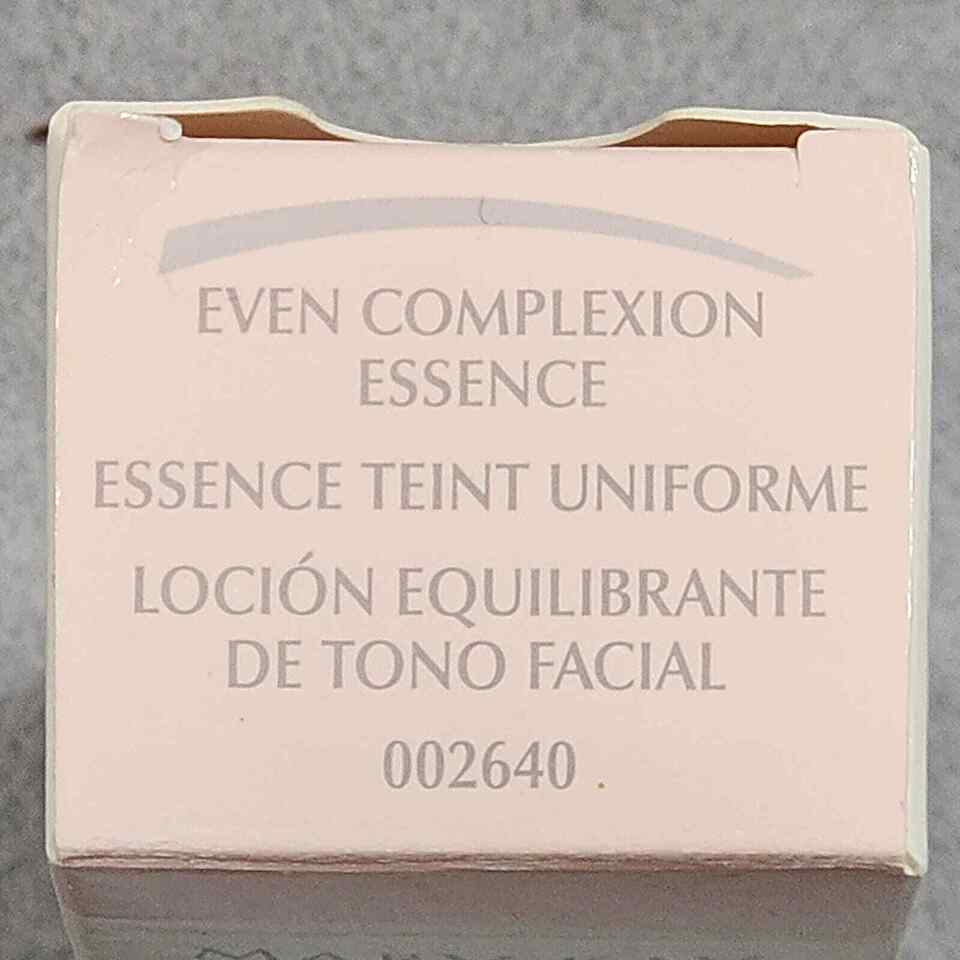 EVEN COMPLEXION
ESSENCE
ESSENCE TEINT UNIFORME
LOCIÓN EQUILIBRANTE
DE TONO FACIAL
002640